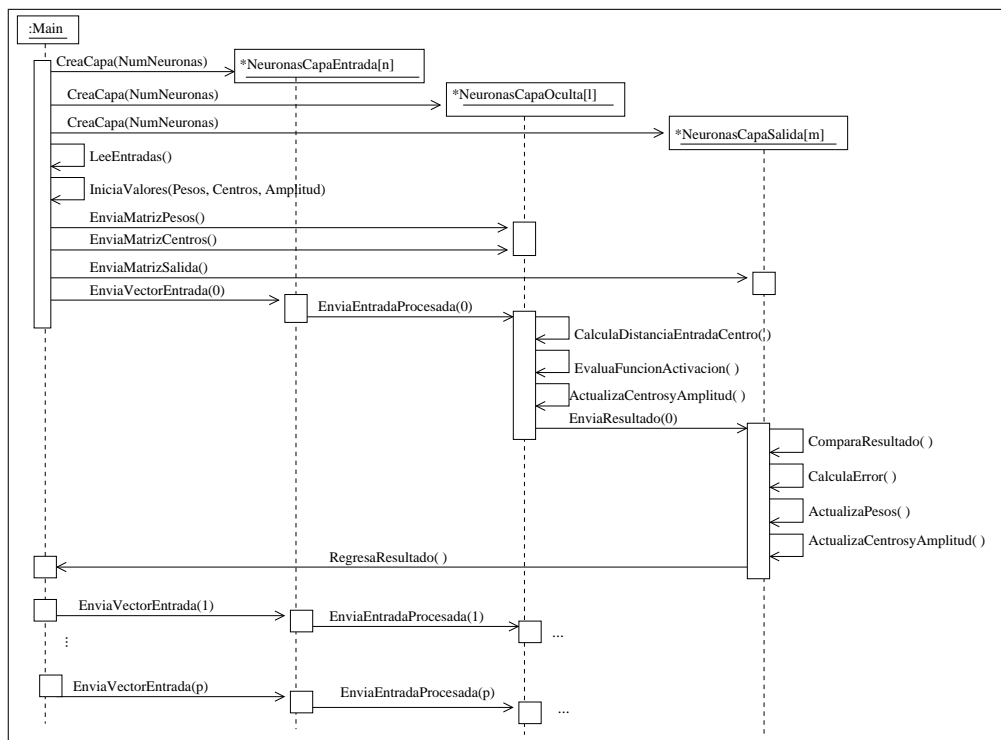 :Main
CreaCapa(NumNeuronas)
*NeuronasCapaEntrada[n]
CreaCapa(NumNeuronas)
*NeuronasCapaOculta[l]
CreaCapa(NumNeuronas)
*NeuronasCapaSalida[m]
LeeEntradas()
IniciaValores(Pesos, Centros, Amplitud)
EnviaMatrizPesos()
EnviaMatrizCentros()
EnviaMatrizSalida()
EnviaVectorEntrada(0)
EnviaEntradaProcesada(0)
CalculaDistanciaEntradaCentro( )
EvaluaFuncionActivacion( )
ActualizaCentrosyAmplitud( )
EnviaResultado(0)
ComparaResultado( )
CalculaError( )
ActualizaPesos( )
ActualizaCentrosyAmplitud( )
RegresaResultado( )
EnviaVectorEntrada(1)
EnviaEntradaProcesada(1)
...
...
EnviaVectorEntrada(p)
EnviaEntradaProcesada(p)
...